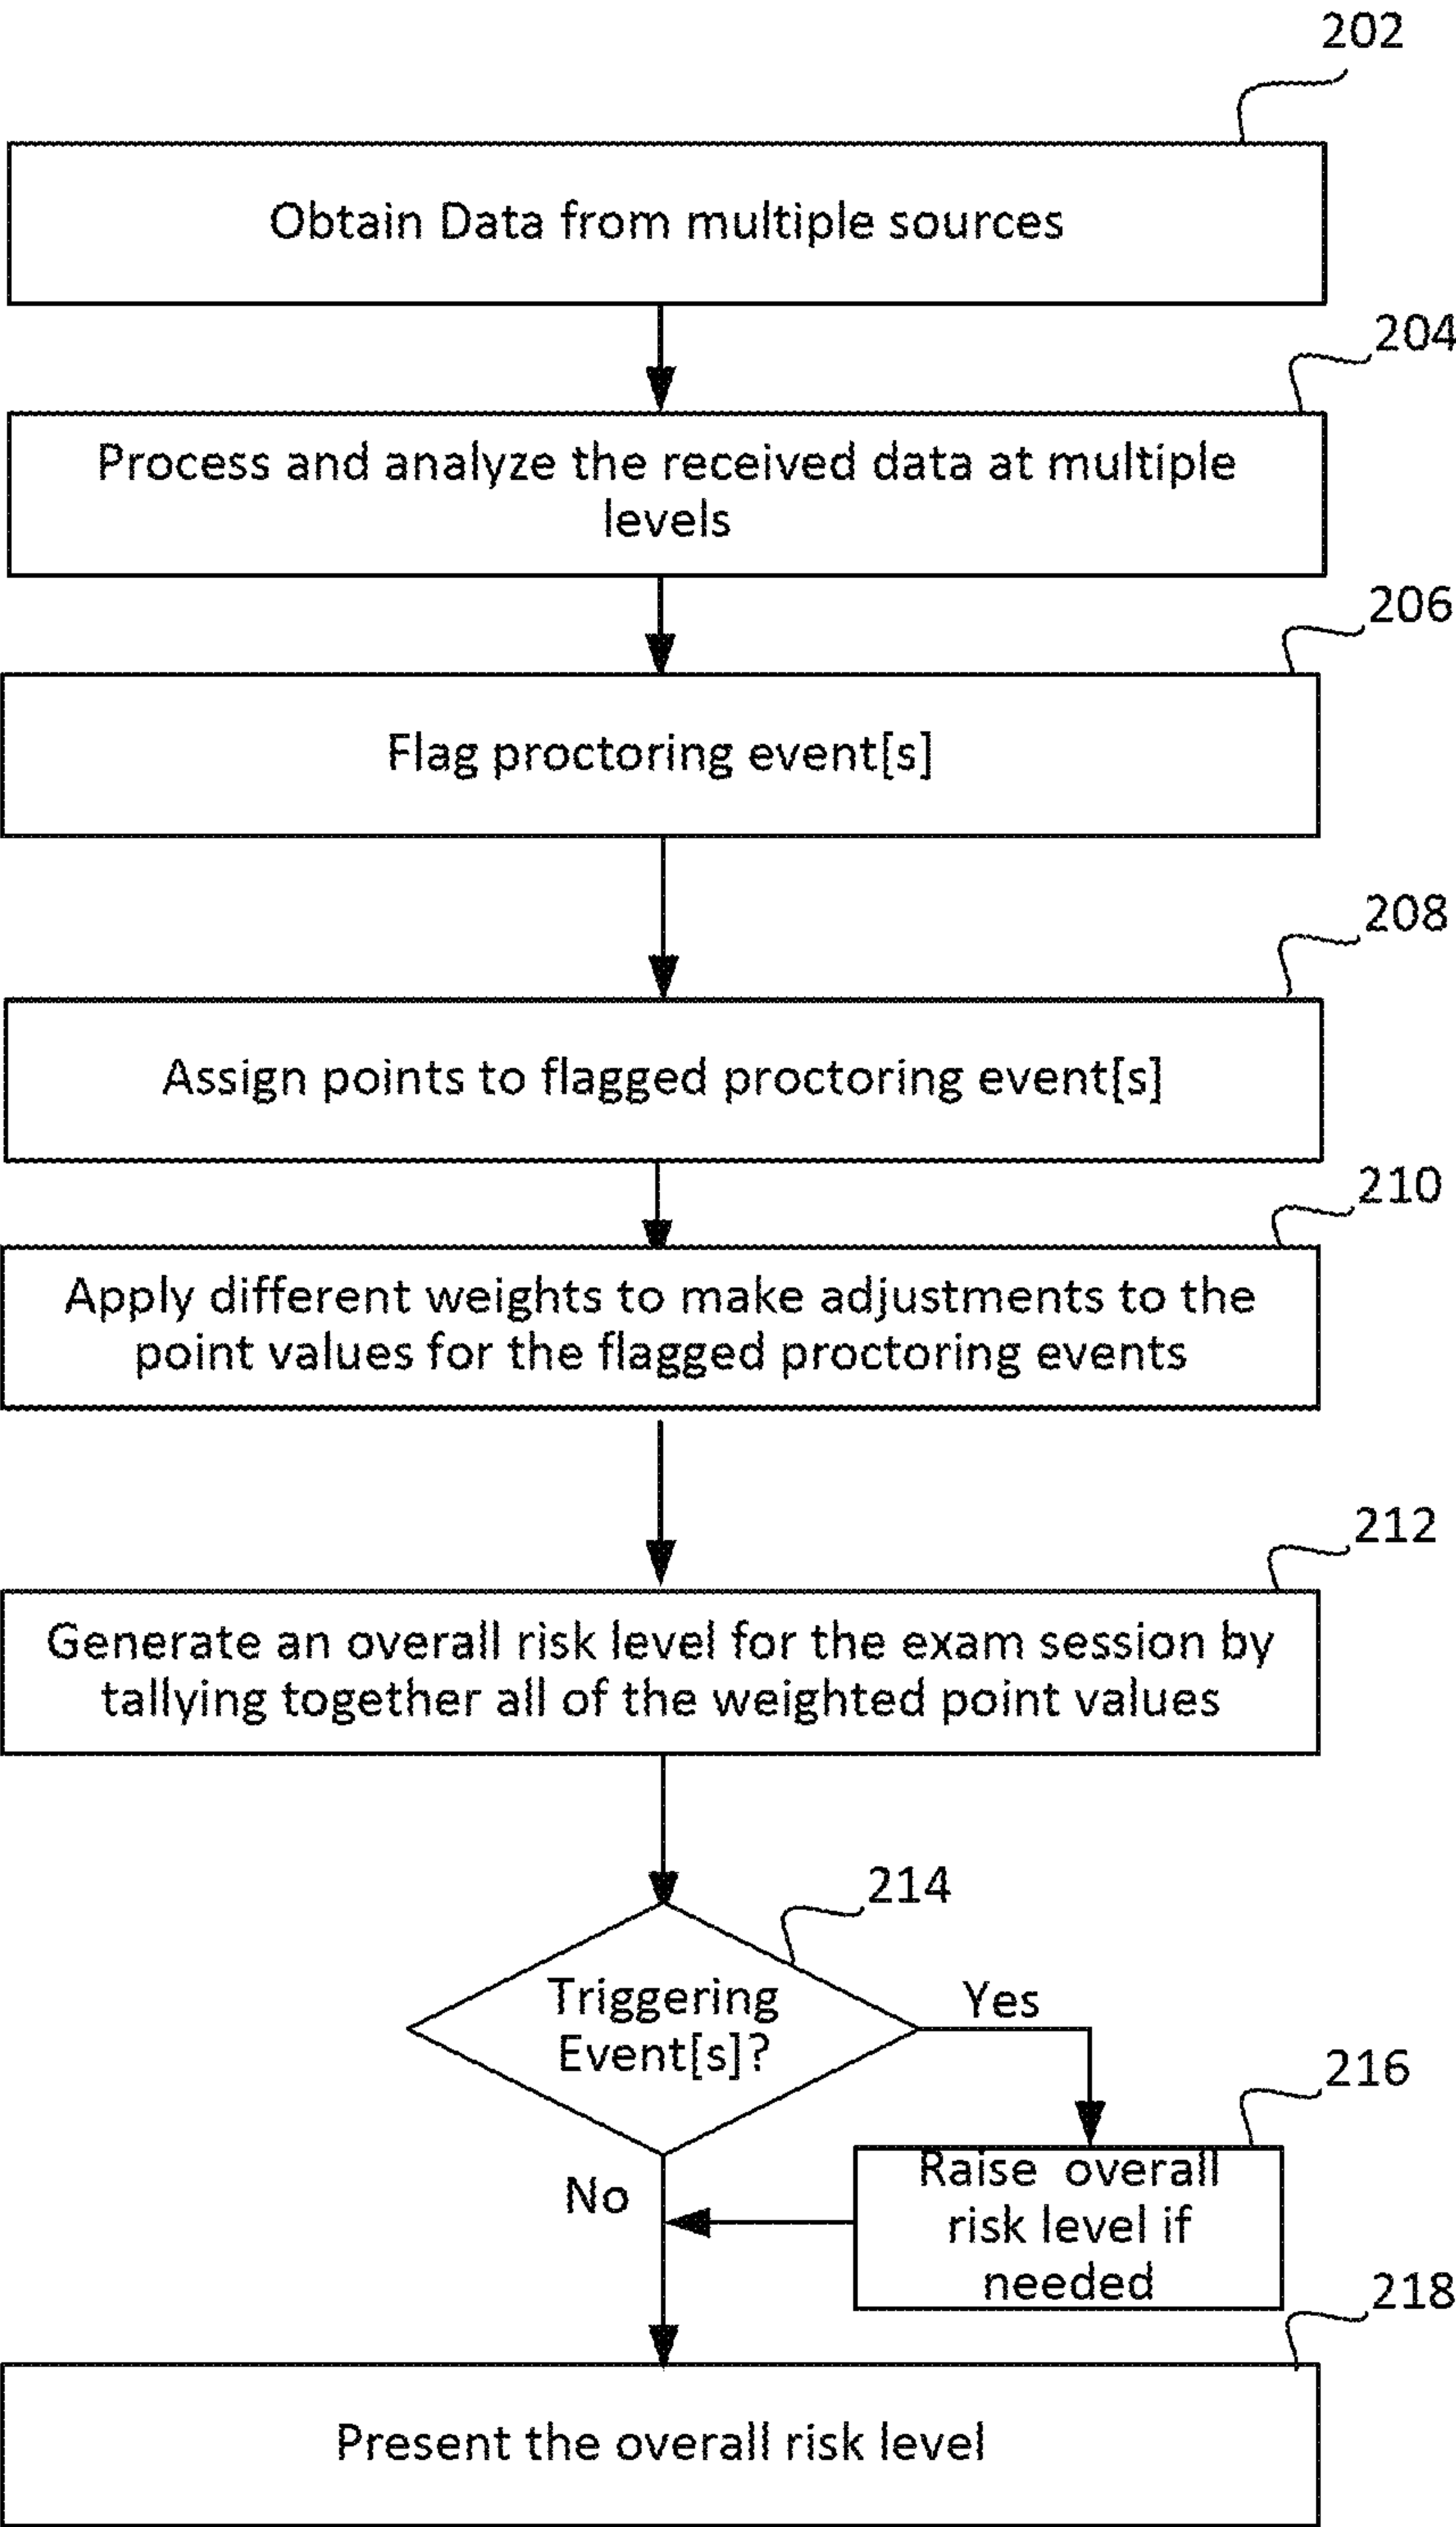 202
Obtain Data from multiple sources
204
Process and analyze the received data at multiple
levels
206
Flag proctoring event[s]
208
Assign points to flagged proctoring event[s]
210
Apply different weights to make adjustments to the
point values for the flagged proctoring events
212
Generate an overall risk level for the exam session by
tallying together all of the weighted point values
214
Triggering
Event[s]?
Yes
216
Raise overall
risk level if
needed
No
218
Present the overall risk level